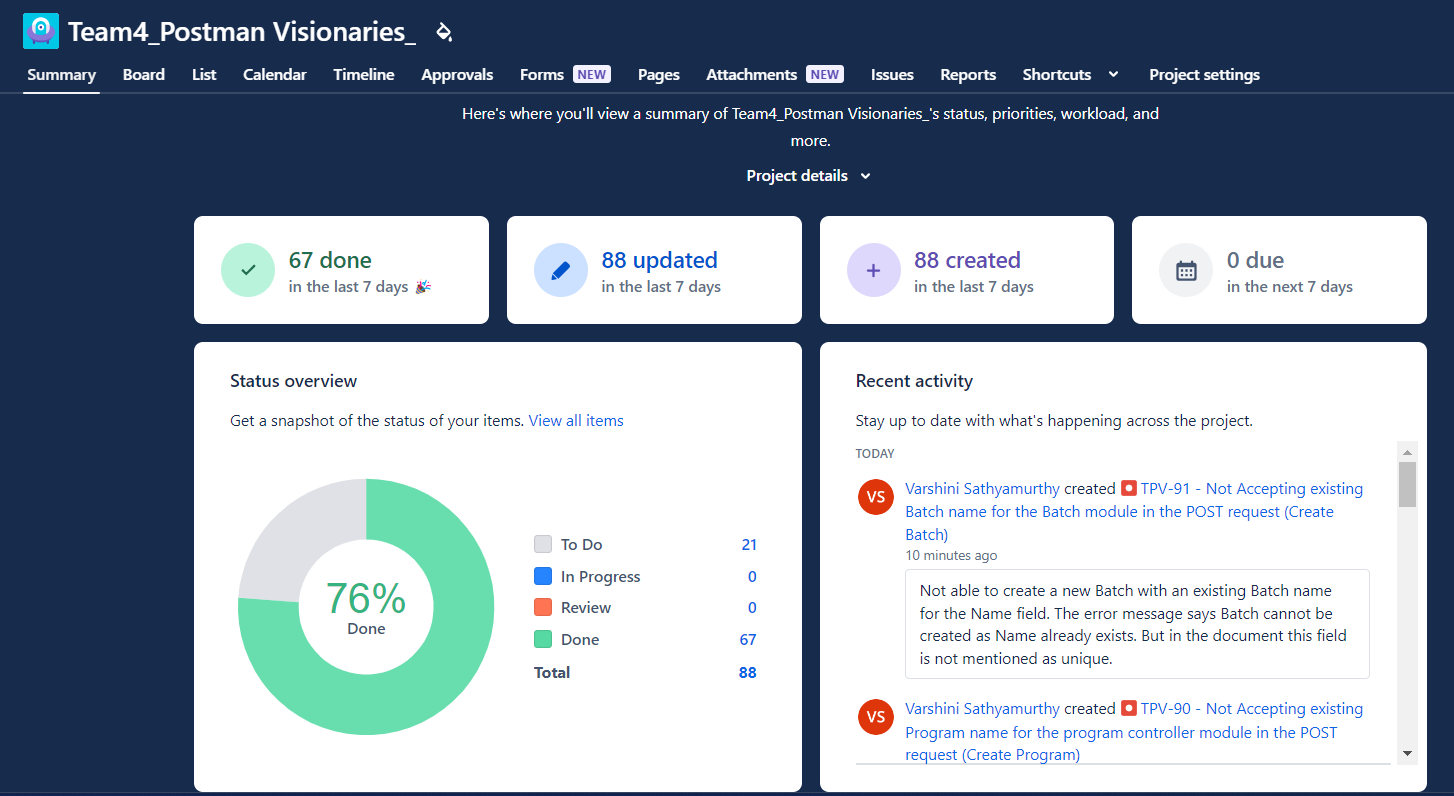 Team4_Postman Visionaries_
Summary Board List Calendar Timeline Approvals Forms NEW Pages Attachments NEW Issues Reports Shortcuts Project settings
Here's where you'll view a summary of Team4_Postman Visionaries_'s status, priorities, workload, and
more.
Project details
67 done
in the last 7 days 🎉
88 updated
in the last 7 days
88 created
in the last 7 days
0 due
in the next 7 days
Status overview
Get a snapshot of the status of your items. View all items
76%
Done
To Do 21
In Progress 0
Review 0
Done 67
Total 88
Recent activity
Stay up to date with what's happening across the project.
TODAY
VS
Varshini Sathyamurthy created TPV-91 - Not Accepting existing
Batch name for the Batch module in the POST request (Create
Batch)
10 minutes ago
Not able to create a new Batch with an existing Batch name
for the Name field. The error message says Batch cannot be
created as Name already exists. But in the document this field
is not mentioned as unique.
VS
Varshini Sathyamurthy created TPV-90 - Not Accepting existing
Program name for the program controller module in the POST
request (Create Program)